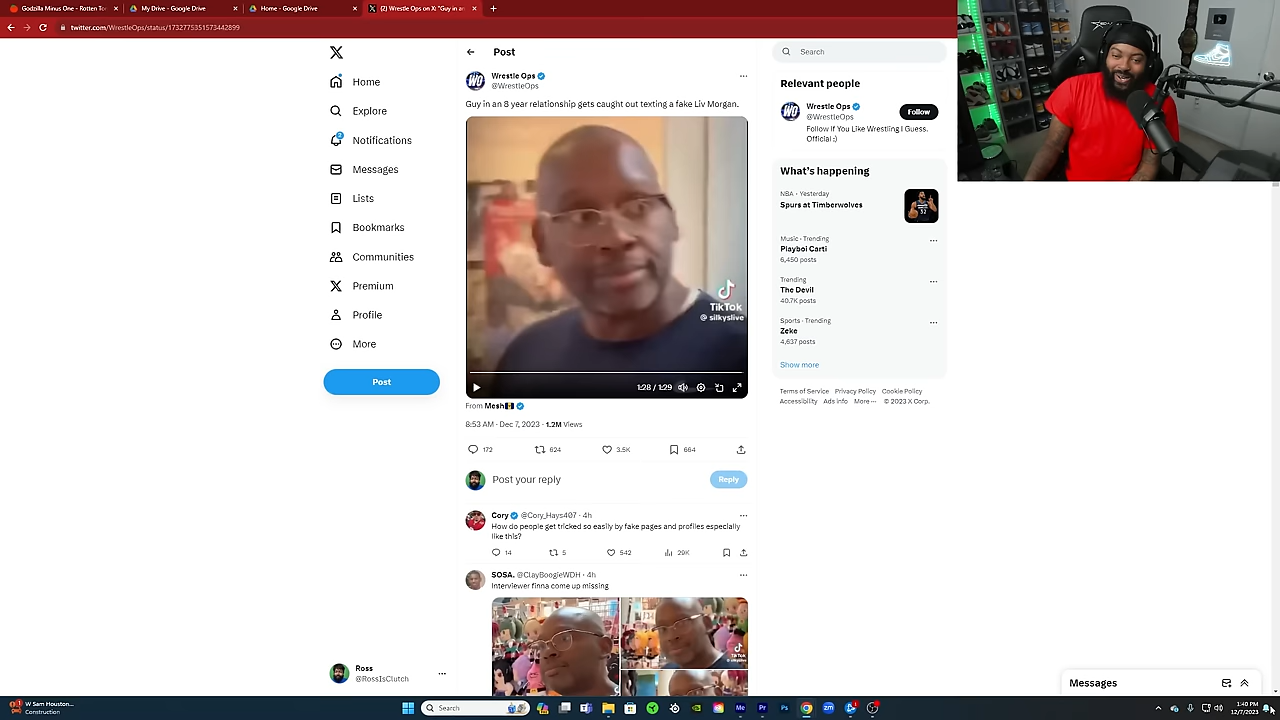 Godzilla Minus One - Rotten To
My Drive - Google Drive
Home - Google Drive
(2) Wrestle Ops on X: "Guy in an
twitter.com/WrestleOps/status/1732775351573442899
Home
Explore
Notifications
2
Messages
Lists
Bookmarks
Communities
Premium
Profile
More
Post
Ross
@RossIsClutch
Post
WO
Wrestle Ops
@WrestleOps
Guy in an 8 year relationship gets caught out texting a fake Liv Morgan.
TikTok
@ silkyslive
1:28 / 1:29
From Mesh
8:53 AM · Dec 7, 2023 · 1.2M Views
172 624 3.5K 664
Post your reply
Reply
Cory @Cory_Hays407 · 4h
How do people get tricked so easily by fake pages and profiles especially
like this?
14 5 542 29K
SOSA. @ClayBoogieWDH · 4h
Interviewer finna come up missing
TikTok
Search
Relevant people
WO
Wrestle Ops
@WrestleOps
Follow
Follow If You Like Wrestling I Guess.
Official :)
What's happening
NBA · Yesterday
Spurs at Timberwolves
Music · Trending
Playboi Carti
6,450 posts
Trending
The Devil
40.7K posts
Sports · Trending
Zeke
4,637 posts
Show more
Terms of Service Privacy Policy Cookie Policy
Accessibility Ads info More ··· © 2023 X Corp.
Messages
W Sam Houston...
Construction
Search
1:40 PM
12/7/2023